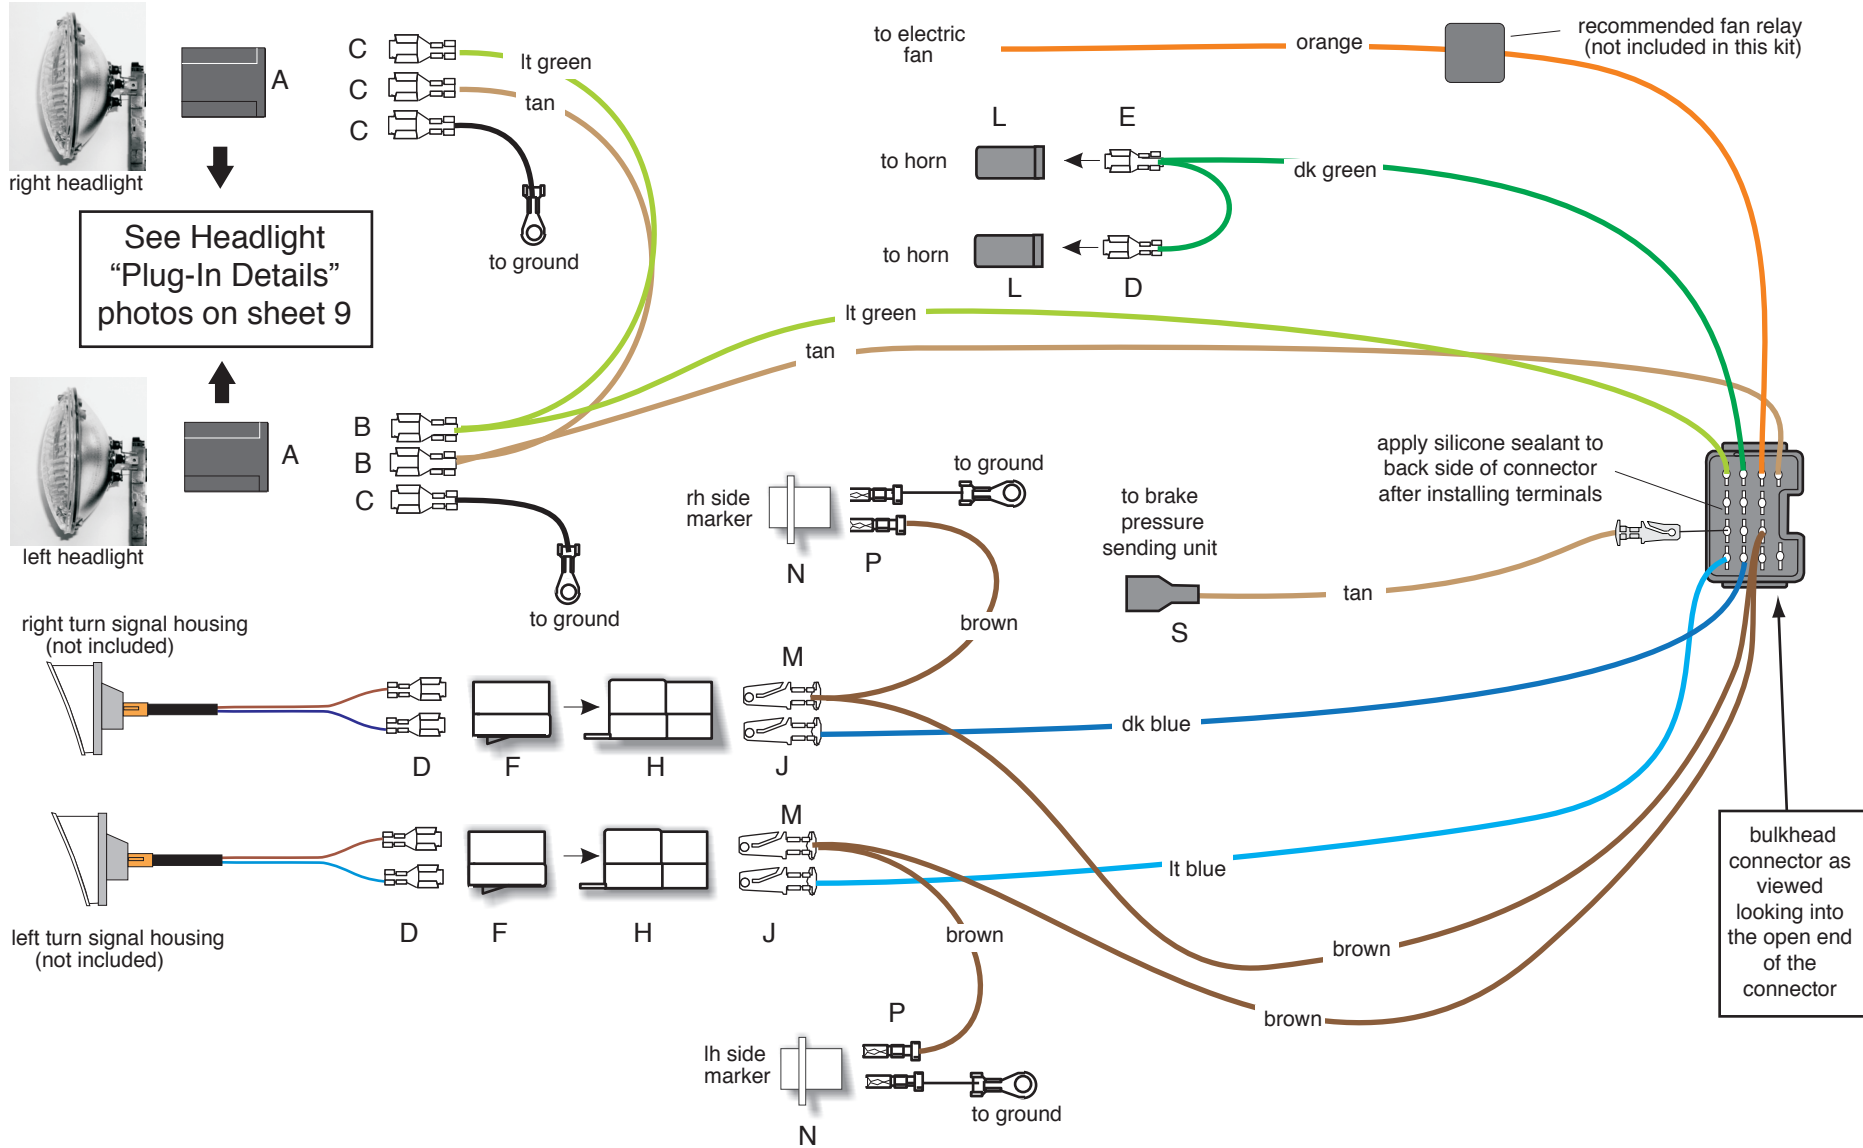 right headlight
A
C
C
C
lt green
tan
to ground
See Headlight
“Plug-In Details”
photos on sheet 9
left headlight
A
B
B
C
to ground
to electric
fan
orange
recommended fan relay
(not included in this kit)
L
E
to horn
dk green
to horn
L
D
lt green
tan
apply silicone sealant to
back side of connector
after installing terminals
rh side
marker
to ground
N
P
brown
to brake
pressure
sending unit
S
tan
right turn signal housing
(not included)
D
F
H
M
J
dk blue
left turn signal housing
(not included)
D
F
H
M
J
lt blue
brown
brown
brown
P
lh side
marker
to ground
N
bulkhead
connector as
viewed
looking into
the open end
of the
connector